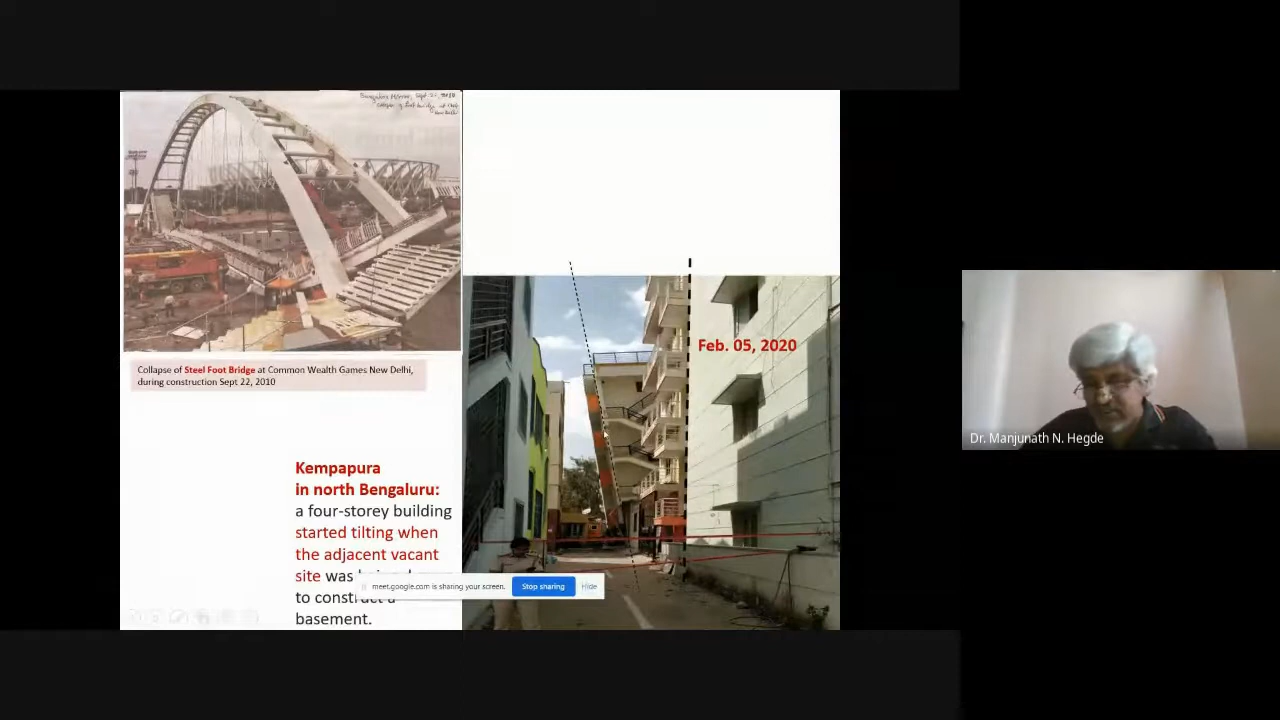 Collapse of Steel Foot Bridge at Common Wealth Games New Delhi,
during construction Sept 22, 2010
Kempapura
in north Bengaluru:
a four-storey building
started tilting when
the adjacent vacant
site was
to construct a
basement.
Feb. 05, 2020
meet.google.com is sharing your screen. Stop sharing Hide
Dr. Manjunath N. Hegde